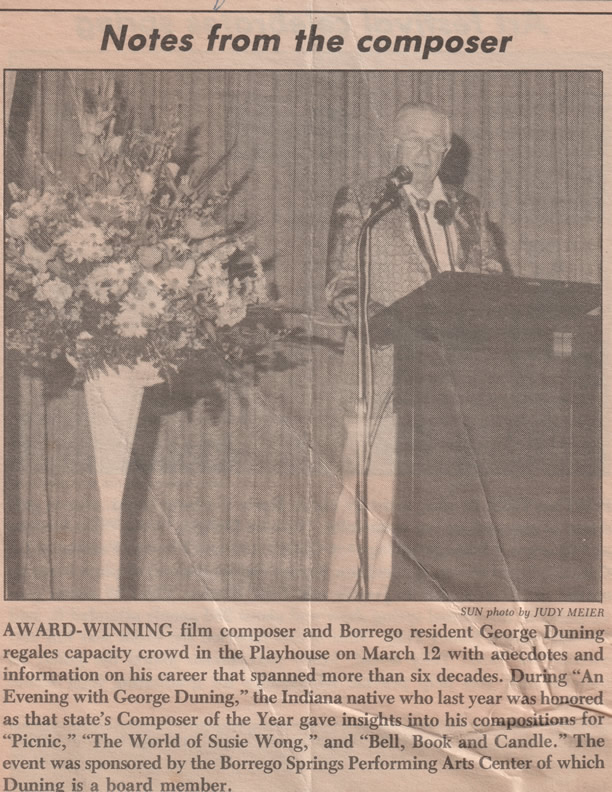 Notes from the composer
SUN photo by JUDY MEIER
AWARD-WINNING film composer and Borrego resident George Duning
regales capacity crowd in the Playhouse on March 12 with anecdotes and
information on his career that spanned more than six decades. During “An
Evening with George Duning,” the Indiana native who last year was honored
as that state’s Composer of the Year gave insights into his compositions for
“Picnic,” “The World of Susie Wong,” and “Bell, Book and Candle.” The
event was sponsored by the Borrego Springs Performing Arts Center of which
Duning is a board member.